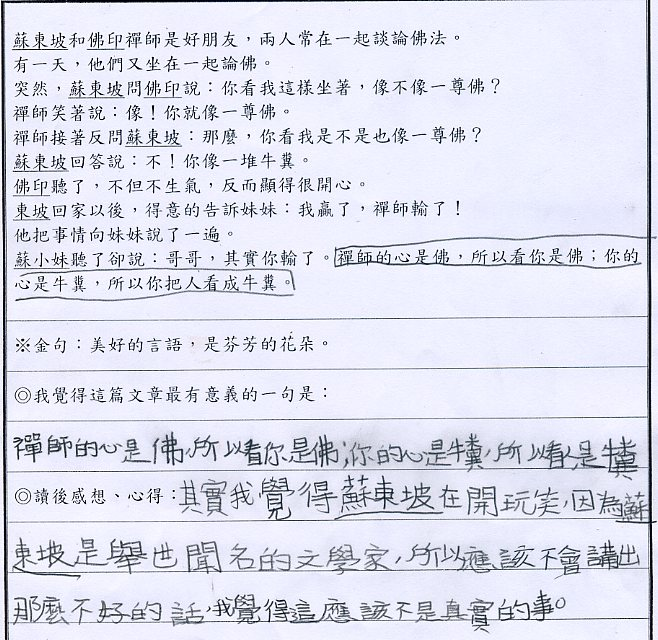 蘇東坡和佛印禪師是好朋友，兩人常在一起談論佛法。
有一天，他們又坐在一起論佛。
突然，蘇東坡問佛印說：你看我這樣坐著，像不像一尊佛？
禪師笑著說：像！你就像一尊佛。
禪師接著反問蘇東坡：那麼，你看我是不是也像一尊佛？
蘇東坡回答說：不！你像一堆牛糞。
佛印聽了，不但不生氣，反而顯得很開心。
東坡回家以後，得意的告訴妹妹：我贏了，禪師輸了！
他把事情向妹妹說了一遍。
蘇小妹聽了卻說：哥哥，其實你輸了。禪師的心是佛，所以看你是佛；你的
心是牛糞，所以你把人看成牛糞。
※金句：美好的言語，是芬芳的花朵。
◎我覺得這篇文章最有意義的一句是：
禪師的心是佛，所以看你是佛；你的心是牛糞，所以看人是牛糞
◎讀後感想、心得：其實我覺得蘇東坡在開玩笑，因為蘇
東坡是舉世聞名的文學家，所以應該不會講出
那麼不好的話，我覺得這應該不是真實的事。